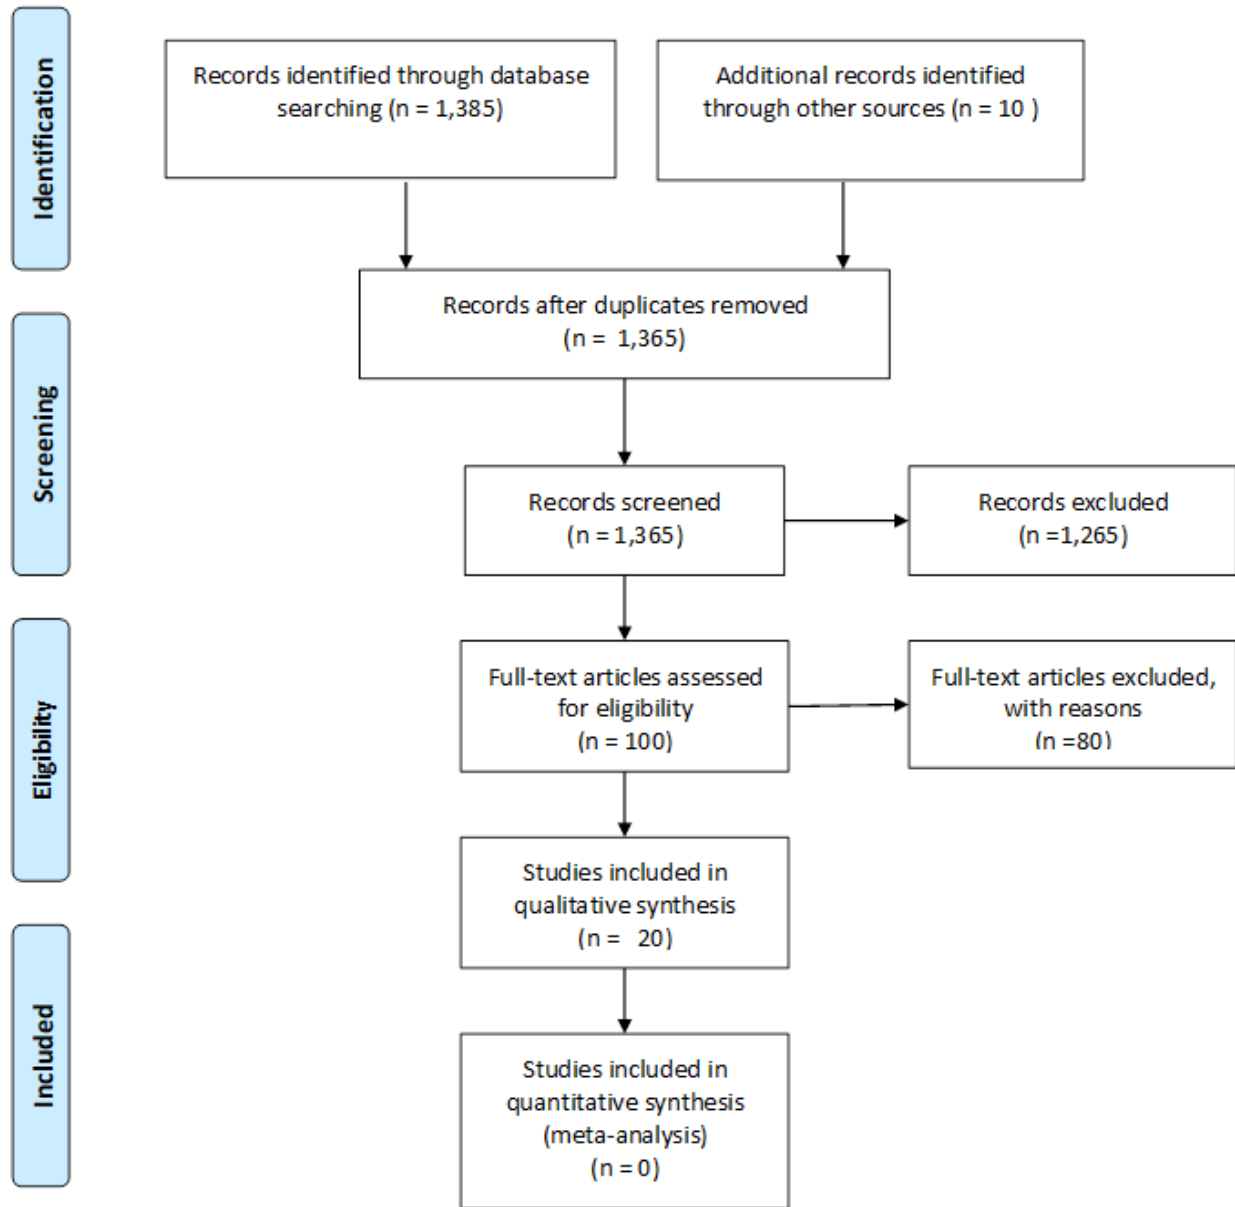 Identification
Records identified through database
searching (n = 1,385)
Additional records identified
through other sources (n = 10 )
Records after duplicates removed
(n =  1,365)
Screening
Records screened
(n = 1,365)
Records excluded
(n =1,265)
Eligibility
Full-text articles assessed
for eligibility
(n = 100)
Full-text articles excluded,
with reasons
(n =80)
Studies included in
qualitative synthesis
(n =  20)
Included
Studies included in
quantitative synthesis
(meta-analysis)
(n = 0)